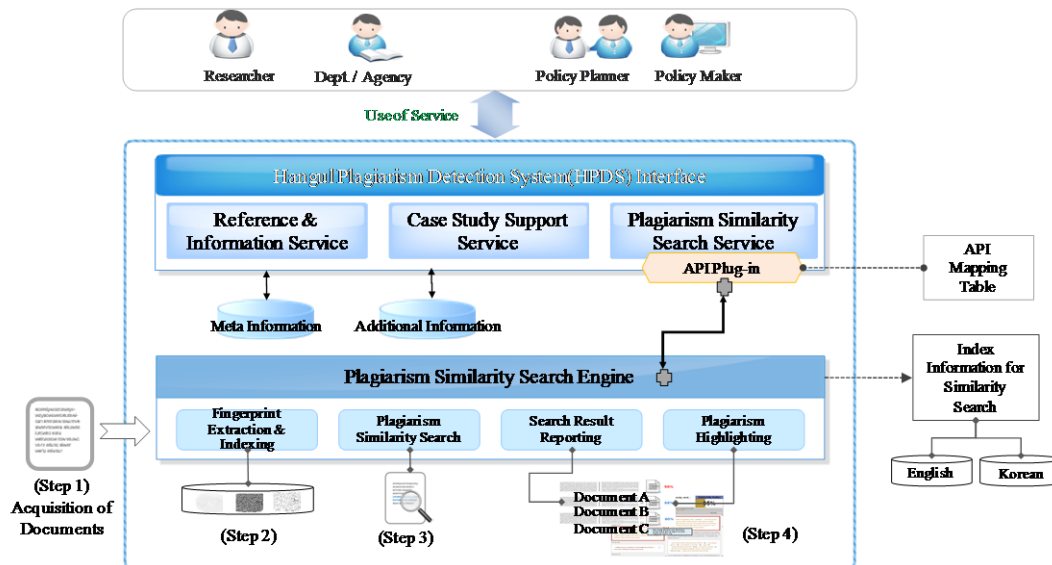 Researcher
Dept. / Agency
Policy Planner
Policy Maker
Use of Service
Hangul Plagiarism Detection System(HPDS) Interface
Reference &
Information Service
Case Study Support
Service
Plagiarism Similarity
Search Service
API Plug-in
API
Mapping
Table
Meta Information
Additional Information
Plagiarism Similarity Search Engine
Index
Information for
Similarity
Search
Fingerprint
Extraction &
Indexing
Plagiarism
Similarity Search
Search Result
Reporting
Plagiarism
Highlighting
English
Korean
(Step 1)
Acquisition of
Documents
(Step 2)
(Step 3)
Document A
Document B
Document C
(Step 4)